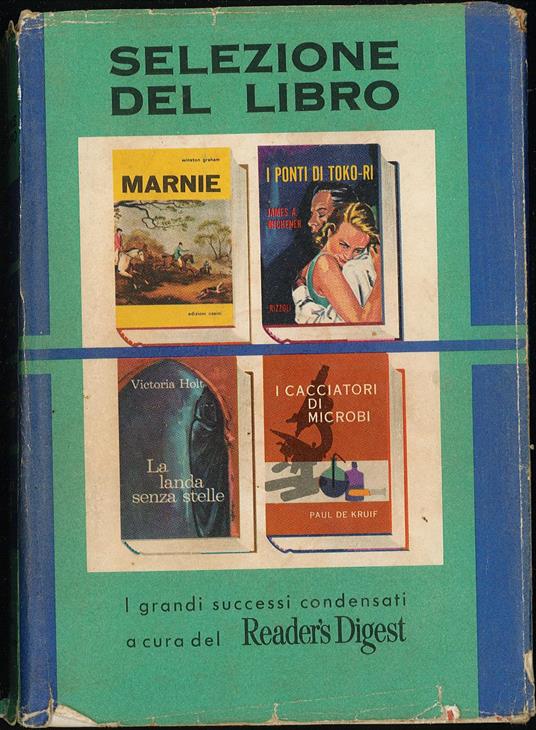 SELEZIONE
DEL LIBRO
winston graham
MARNIE
edizioni casini
I PONTI DI TOKO-RI
JAMES A.
MICHENER
RIZZOLI
Victoria Holt
La
landa
senza stelle
I CACCIATORI
DI
MICROBI
PAUL DE KRUIF
I grandi successi condensati
a cura del Reader's Digest